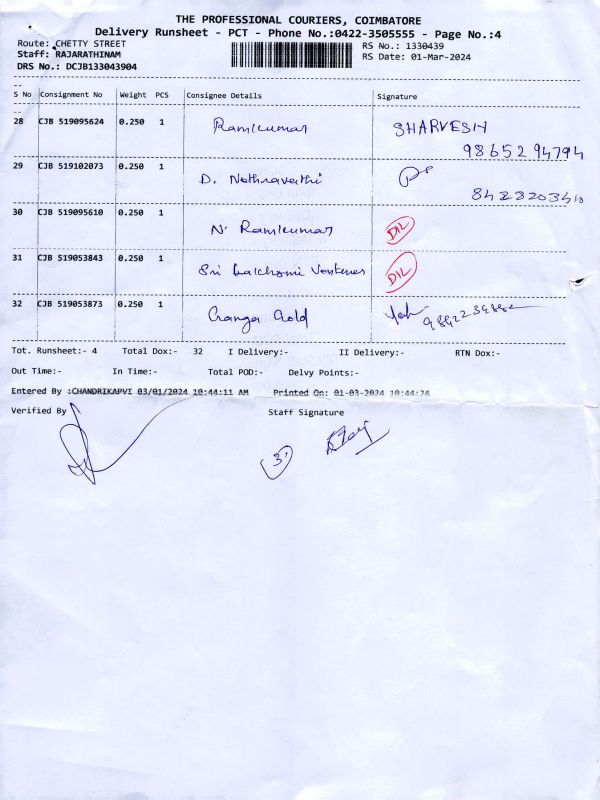 THE PROFESSIONAL COURIERS, COIMBATORE
Delivery Runsheet - PCT - Phone No.:0422-3505555 - Page No.:4
Route: CHETTY STREET RS No.: 1330439
Staff: RAJARATHINAM RS Date: 01-Mar-2024
DRS No.: DCJB133043904
S No Consignment No Weight PCS Consignee Details Signature
28 CJB 519095624 0.250 1 Ramkumar SHARVESH
98652 94794
29 CJB 519102073 0.250 1 D.
30 CJB 519095610 0.250 1 N. Ramkumar D/L
31 CJB 519053843 0.250 1 Sri D/L
32 CJB 519053873 0.250 1 Ganga Gold
Tot. Runsheet:- 4 Total Dox:- 32 I Delivery:- II Delivery:- RTN Dox:-
Out Time:- In Time:- Total POD:- Delvy Points:-
Entered By :CHANDRIKAPVI 03/01/2024 10:44:11 AM Printed On: 01-03-2024 10:44:26
Verified By Staff Signature